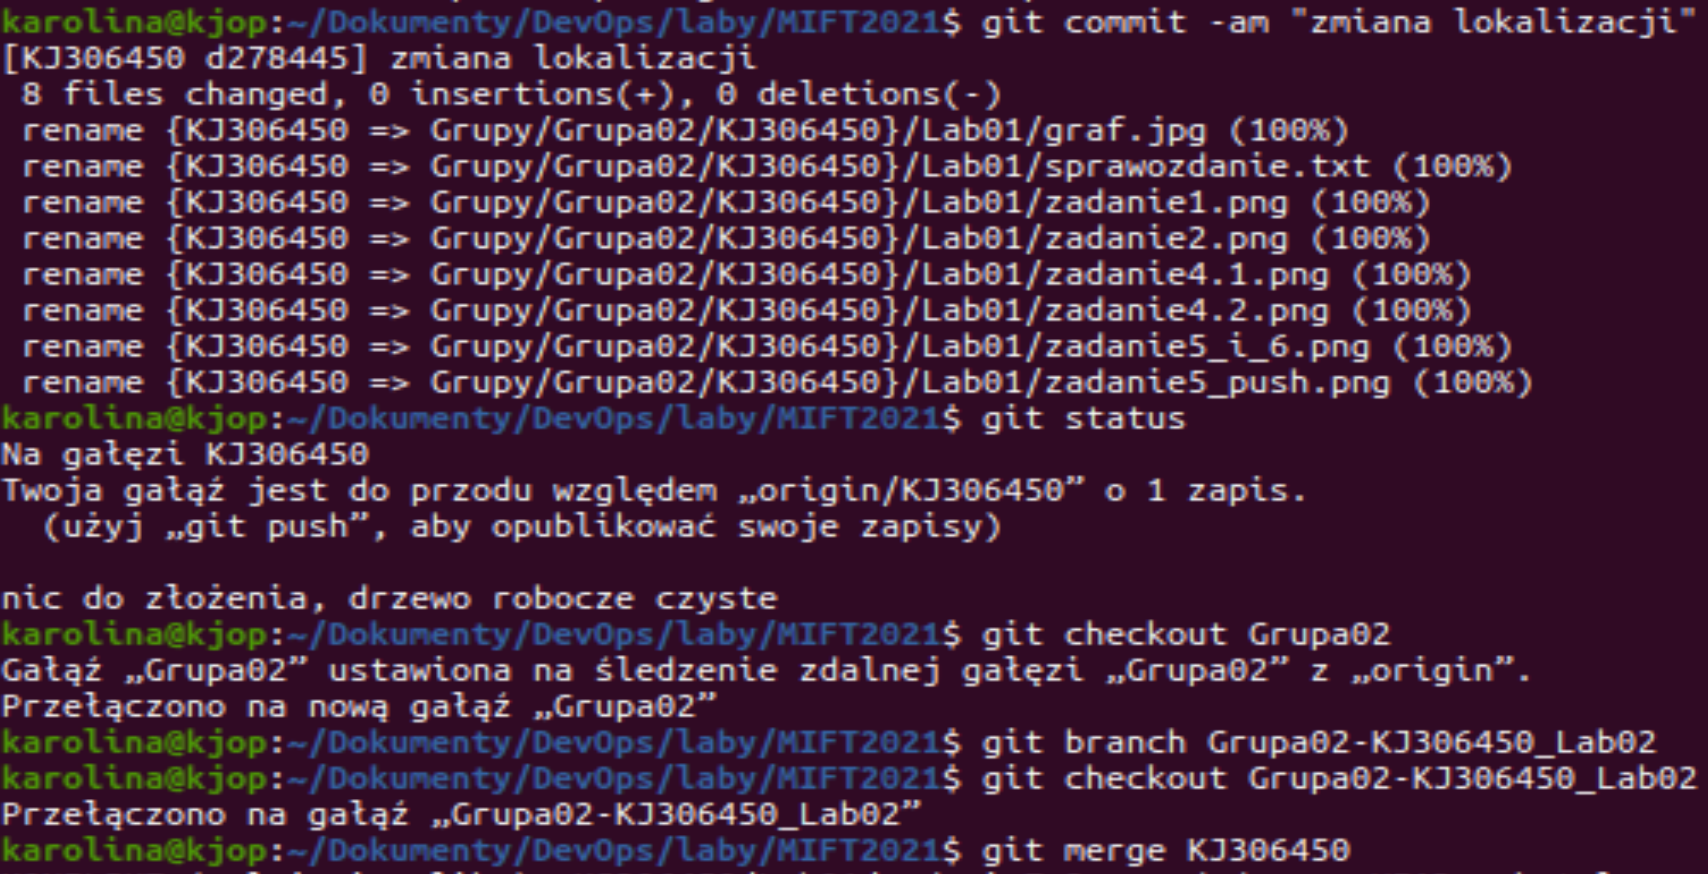 karolina@kjop:~/Dokumenty/DevOps/laby/MIFT2021$ git commit -am "zmiana lokalizacji"
[KJ306450 d278445] zmiana lokalizacji
 8 files changed, 0 insertions(+), 0 deletions(-)
 rename {KJ306450 => Grupy/Grupa02/KJ306450}/Lab01/graf.jpg (100%)
 rename {KJ306450 => Grupy/Grupa02/KJ306450}/Lab01/sprawozdanie.txt (100%)
 rename {KJ306450 => Grupy/Grupa02/KJ306450}/Lab01/zadanie1.png (100%)
 rename {KJ306450 => Grupy/Grupa02/KJ306450}/Lab01/zadanie2.png (100%)
 rename {KJ306450 => Grupy/Grupa02/KJ306450}/Lab01/zadanie4.1.png (100%)
 rename {KJ306450 => Grupy/Grupa02/KJ306450}/Lab01/zadanie4.2.png (100%)
 rename {KJ306450 => Grupy/Grupa02/KJ306450}/Lab01/zadanie5_i_6.png (100%)
 rename {KJ306450 => Grupy/Grupa02/KJ306450}/Lab01/zadanie5_push.png (100%)
karolina@kjop:~/Dokumenty/DevOps/laby/MIFT2021$ git status
Na gałęzi KJ306450
Twoja gałąź jest do przodu względem „origin/KJ306450” o 1 zapis.
  (użyj „git push”, aby opublikować swoje zapisy)

nic do złożenia, drzewo robocze czyste
karolina@kjop:~/Dokumenty/DevOps/laby/MIFT2021$ git checkout Grupa02
Gałąź „Grupa02” ustawiona na śledzenie zdalnej gałęzi „Grupa02” z „origin”.
Przełączono na nową gałąź „Grupa02”
karolina@kjop:~/Dokumenty/DevOps/laby/MIFT2021$ git branch Grupa02-KJ306450_Lab02
karolina@kjop:~/Dokumenty/DevOps/laby/MIFT2021$ git checkout Grupa02-KJ306450_Lab02
Przełączono na gałąź „Grupa02-KJ306450_Lab02”
karolina@kjop:~/Dokumenty/DevOps/laby/MIFT2021$ git merge KJ306450